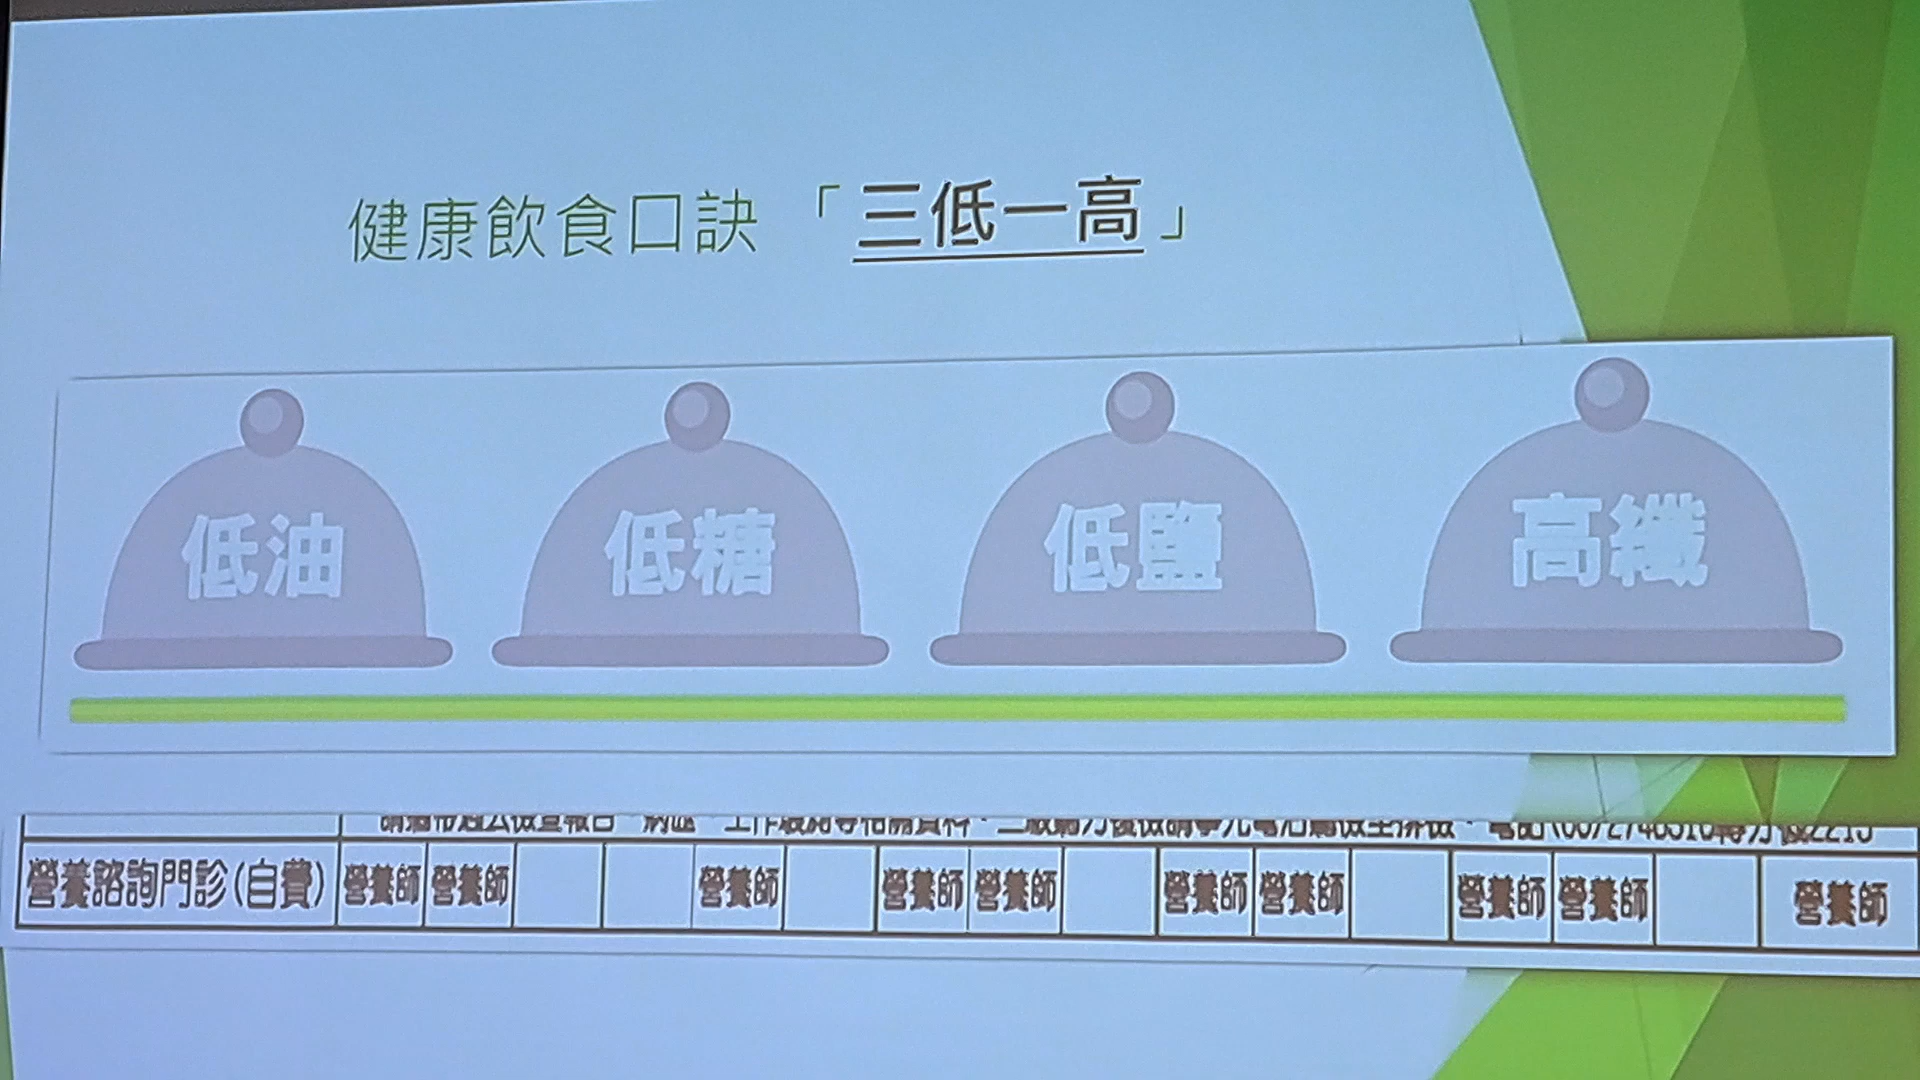 健康飲食口訣 「三低一高」
低油 低糖 低鹽 高纖
營養諮詢門診(自費) 營養師 營養師 營養師 營養師 營養師 營養師 營養師 營養師 營養師 營養師